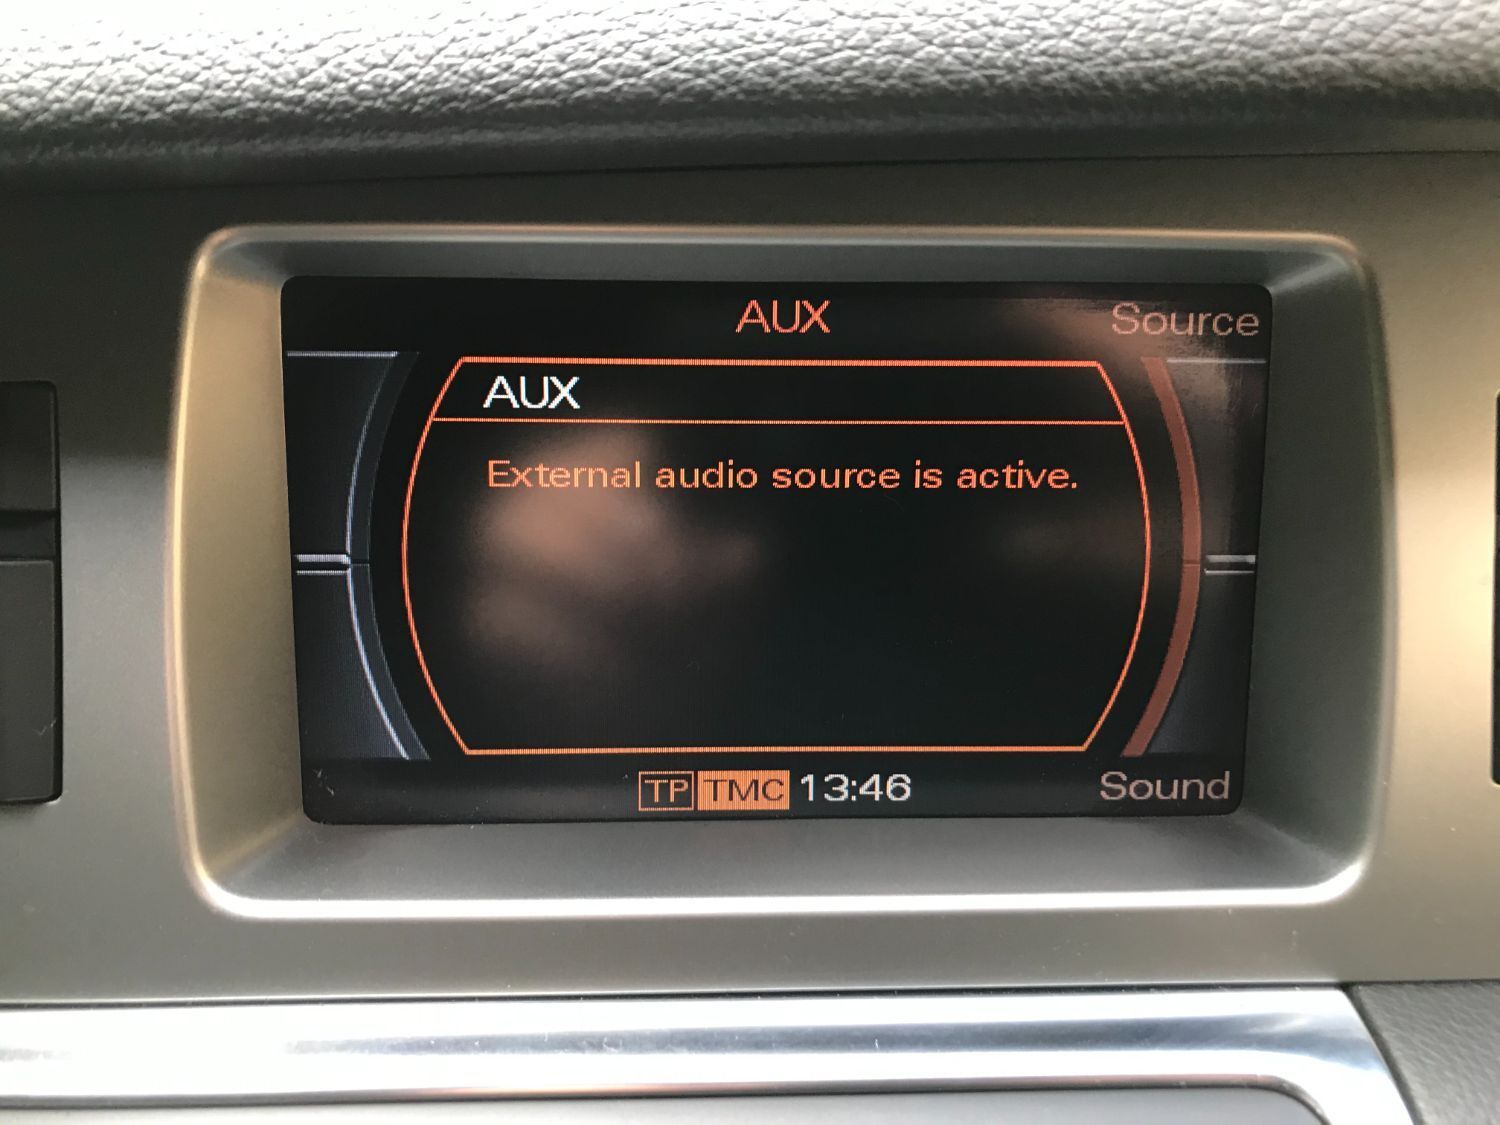 AUX
Source
AUX
External audio source is active.
TP TMC 13:46
Sound